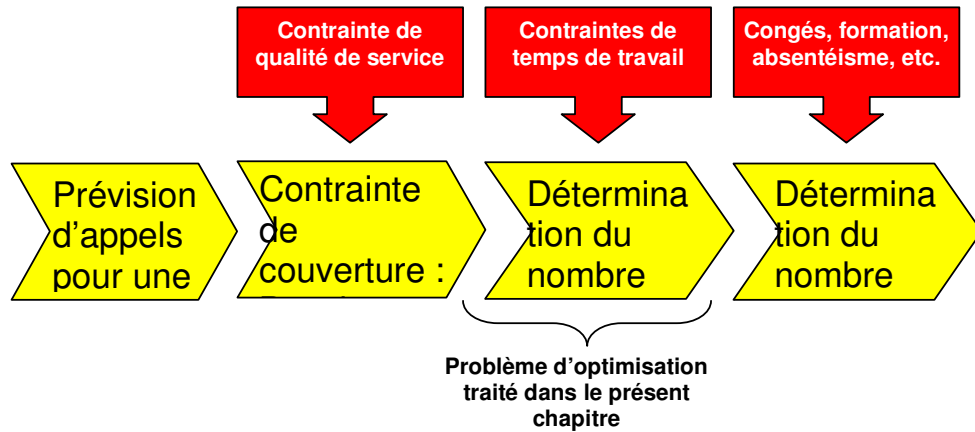 Contrainte de
qualité de service
Contraintes de
temps de travail
Congés, formation,
absentéisme, etc.
Prévision
d’appels
pour une
Contrainte
de
couverture :
Détermina
tion du
nombre
Détermina
tion du
nombre
Problème d’optimisation
traité dans le présent
chapitre